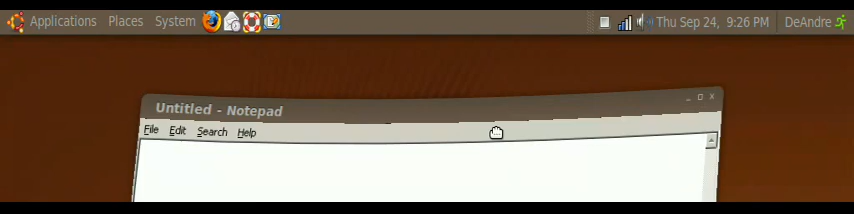 Applications Places System Thu Sep 24, 9:26 PM DeAndre
Untitled - Notepad
File Edit Search Help